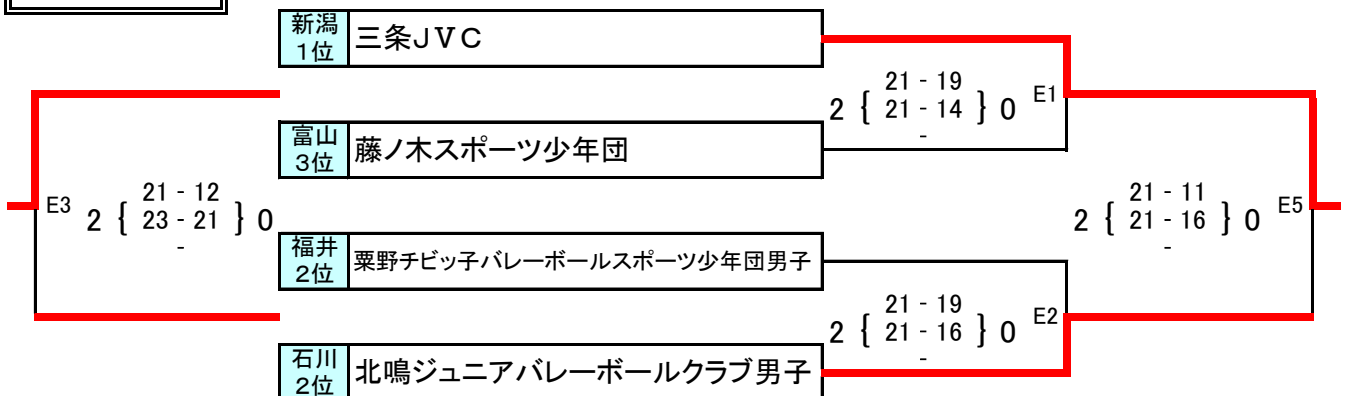 新潟
1位
三条JVC
21 - 19
2 { 21 - 14 } 0
-
E1
富山
3位
藤ノ木スポーツ少年団
E3
21 - 12
2 { 23 - 21 } 0
-
21 - 11
2 { 21 - 16 } 0
-
E5
福井
2位
粟野チビッ子バレーボールスポーツ少年団男子
21 - 19
2 { 21 - 16 } 0
-
E2
石川
2位
北鳴ジュニアバレーボールクラブ男子